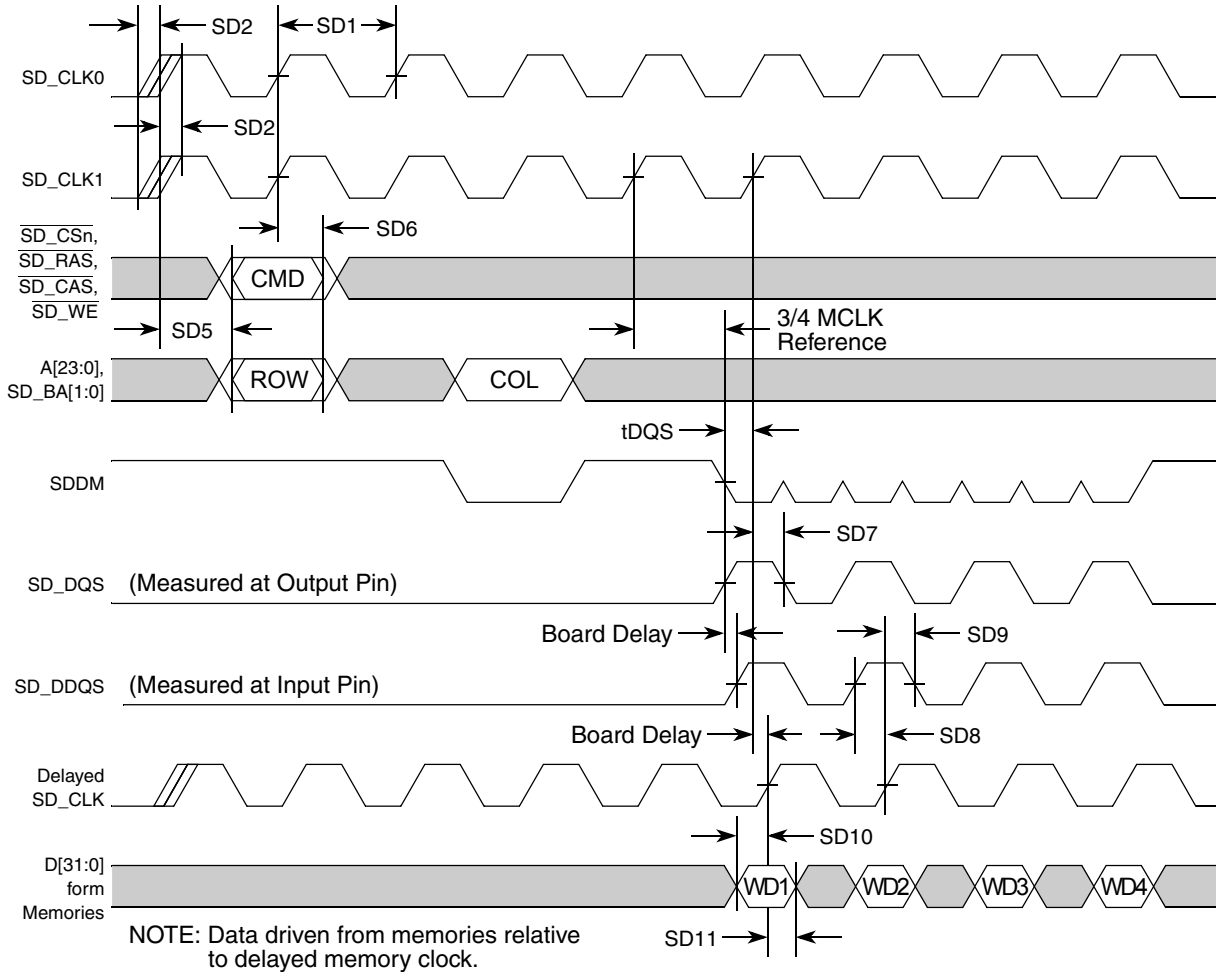 SD2
SD1
SD_CLK0
SD2
SD_CLK1
SD_CSn,
SD_RAS,
SD_CAS,
SD_WE
SD6
CMD
SD5
3/4 MCLK
Reference
A[23:0],
SD_BA[1:0]
ROW
COL
tDQS
SDDM
SD7
SD_DQS
(Measured at Output Pin)
Board Delay
SD9
SD_DDQS
(Measured at Input Pin)
Board Delay
SD8
Delayed
SD_CLK
SD10
D[31:0]
form
Memories
WD1
WD2
WD3
WD4
NOTE: Data driven from memories relative
to delayed memory clock.
SD11